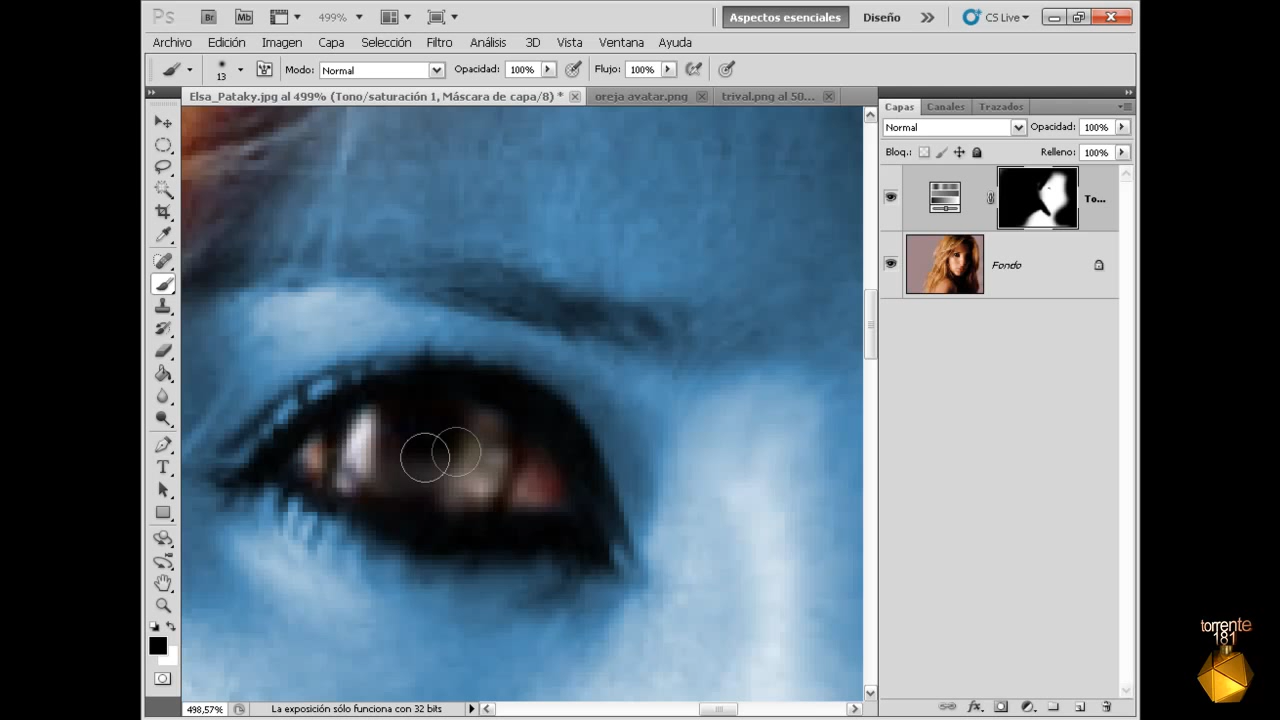 Ps Br Mb 499% Aspectos esenciales Diseño CS Live
Archivo Edición Imagen Capa Selección Filtro Análisis 3D Vista Ventana Ayuda
13 Modo: Normal Opacidad: 100% Flujo: 100%
Elsa_Pataky.jpg al 499% (Tono/saturación 1, Máscara de capa/8) * oreja avatar.png trival.png al 50...
Capas Canales Trazados
Normal Opacidad: 100%
Bloq.: Relleno: 100%
To...
Fondo
T
torrente
181
498,57% La exposición sólo funciona con 32 bits
fx